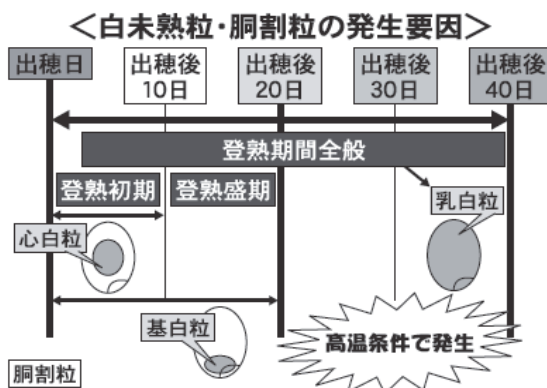 ＜白未熟粒・胴割粒の発生要因＞
出穂日
出穂後
10日
出穂後
20日
出穂後
30日
出穂後
40日
登熟期間全般
登熟初期
登熟盛期
乳白粒
心白粒
基白粒
高温条件で発生
胴割粒